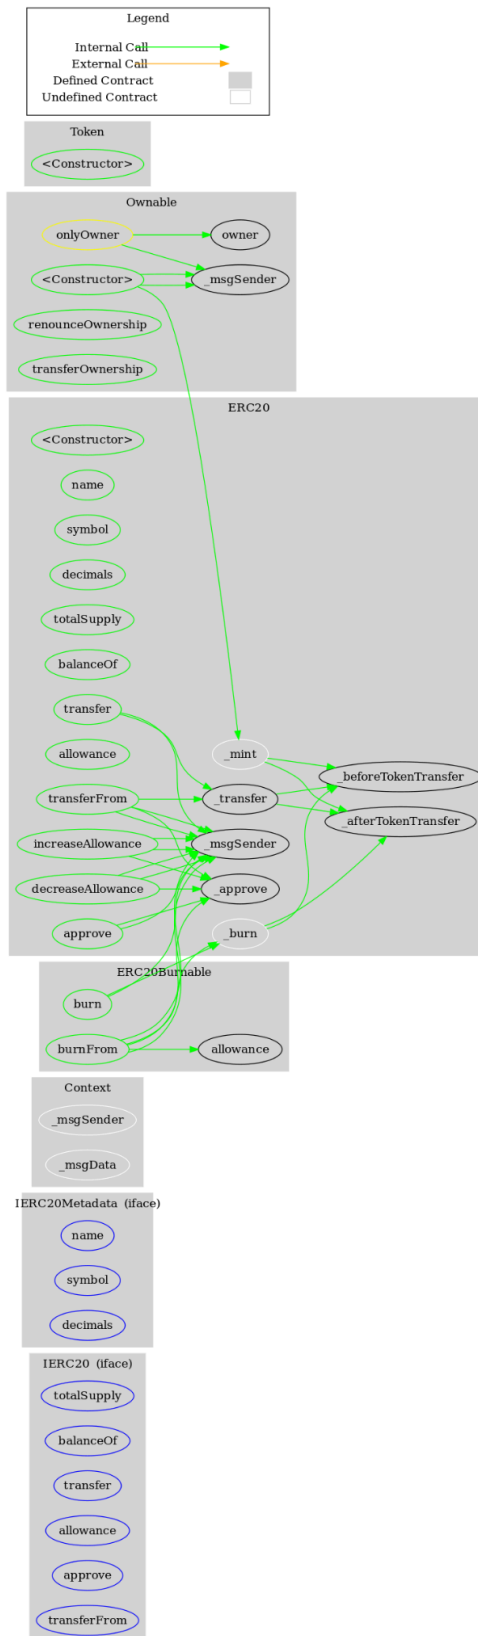 Legend
Internal Call
External Call
Defined Contract
Undefined Contract
Token
<Constructor>
Ownable
onlyOwner
owner
<Constructor>
_msgSender
renounceOwnership
transferOwnership
ERC20
<Constructor>
name
symbol
decimals
totalSupply
balanceOf
transfer
allowance
_mint
_beforeTokenTransfer
transferFrom
_transfer
_afterTokenTransfer
increaseAllowance
_msgSender
decreaseAllowance
_approve
approve
_burn
ERC20Burnable
burn
burnFrom
allowance
Context
_msgSender
_msgData
IERC20Metadata (iface)
name
symbol
decimals
IERC20 (iface)
totalSupply
balanceOf
transfer
allowance
approve
transferFrom